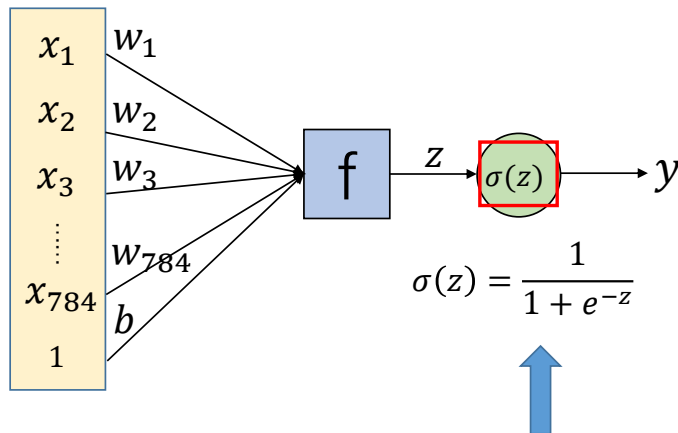 x₁ w₁
x₂ w₂
x₃ w₃
......
x₇₈₄ w₇₈₄
1 b
f
z
σ(z)
y
σ(z) = 1 / (1 + e⁻ᶻ)